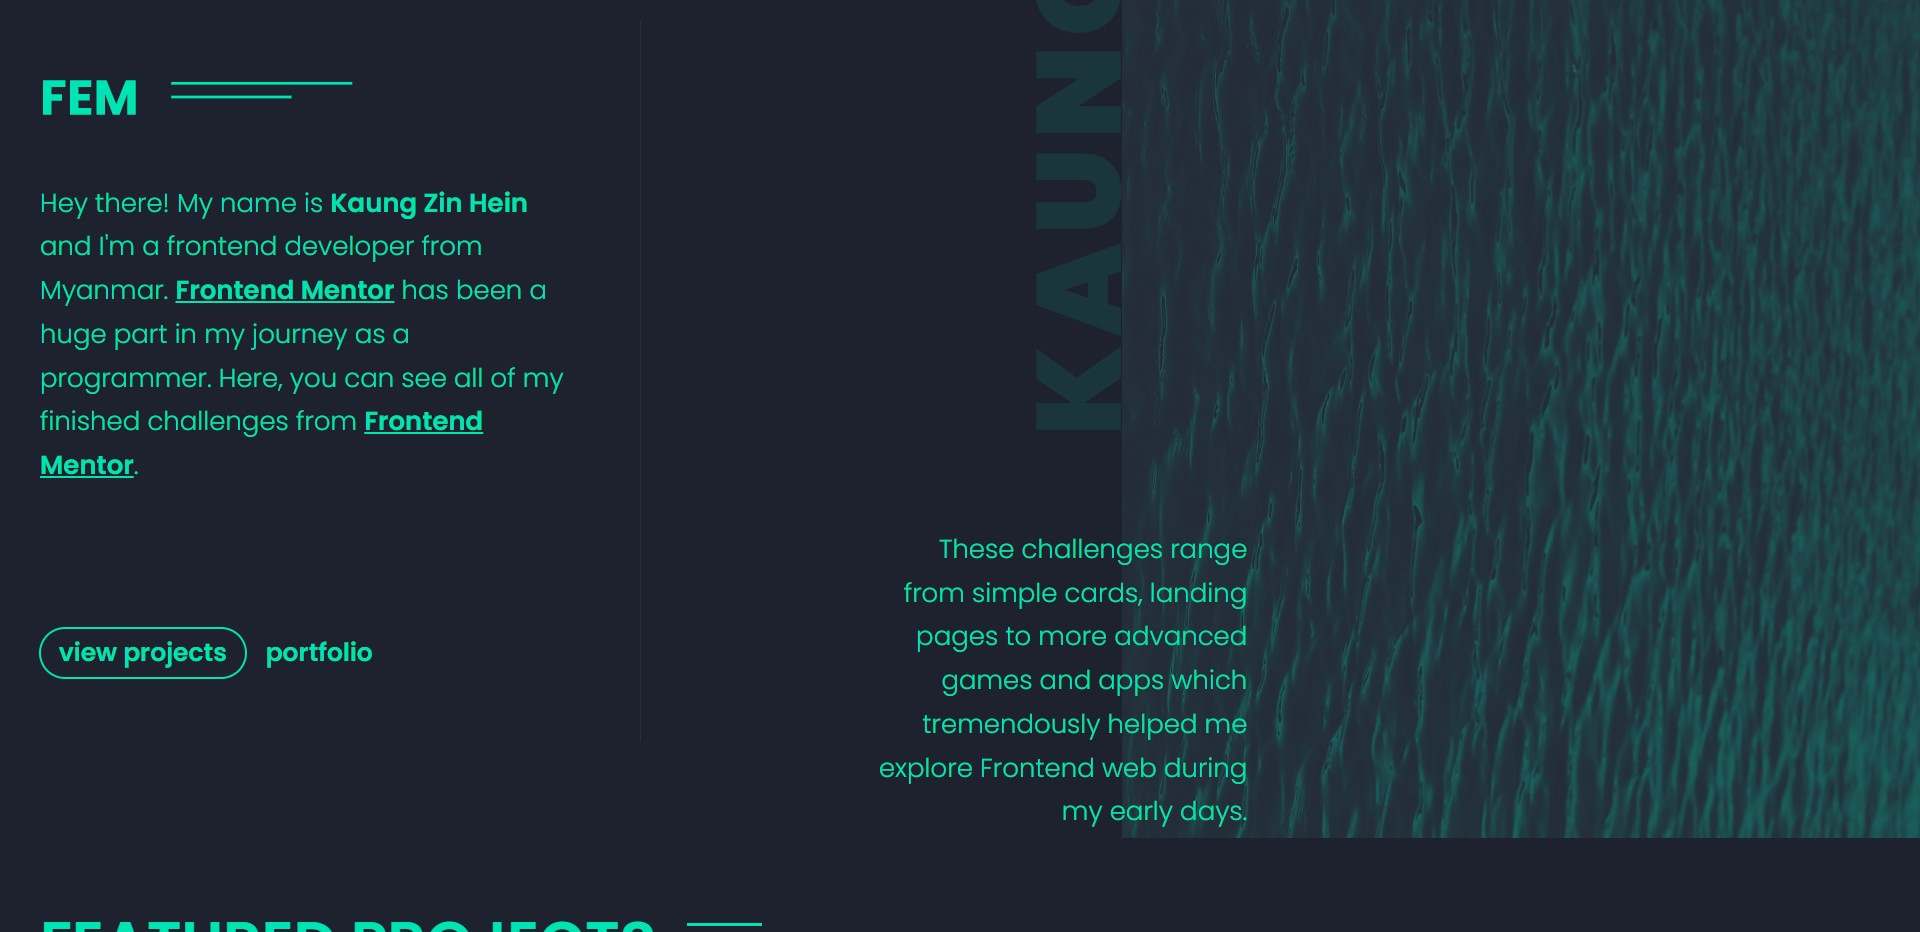 FEM
Hey there! My name is Kaung Zin Hein
and I'm a frontend developer from
Myanmar. Frontend Mentor has been a
huge part in my journey as a
programmer. Here, you can see all of my
finished challenges from Frontend
Mentor.
view projects
portfolio
KAUNG
These challenges range
from simple cards, landing
pages to more advanced
games and apps which
tremendously helped me
explore Frontend web during
my early days.
FEATURED PROJECTS